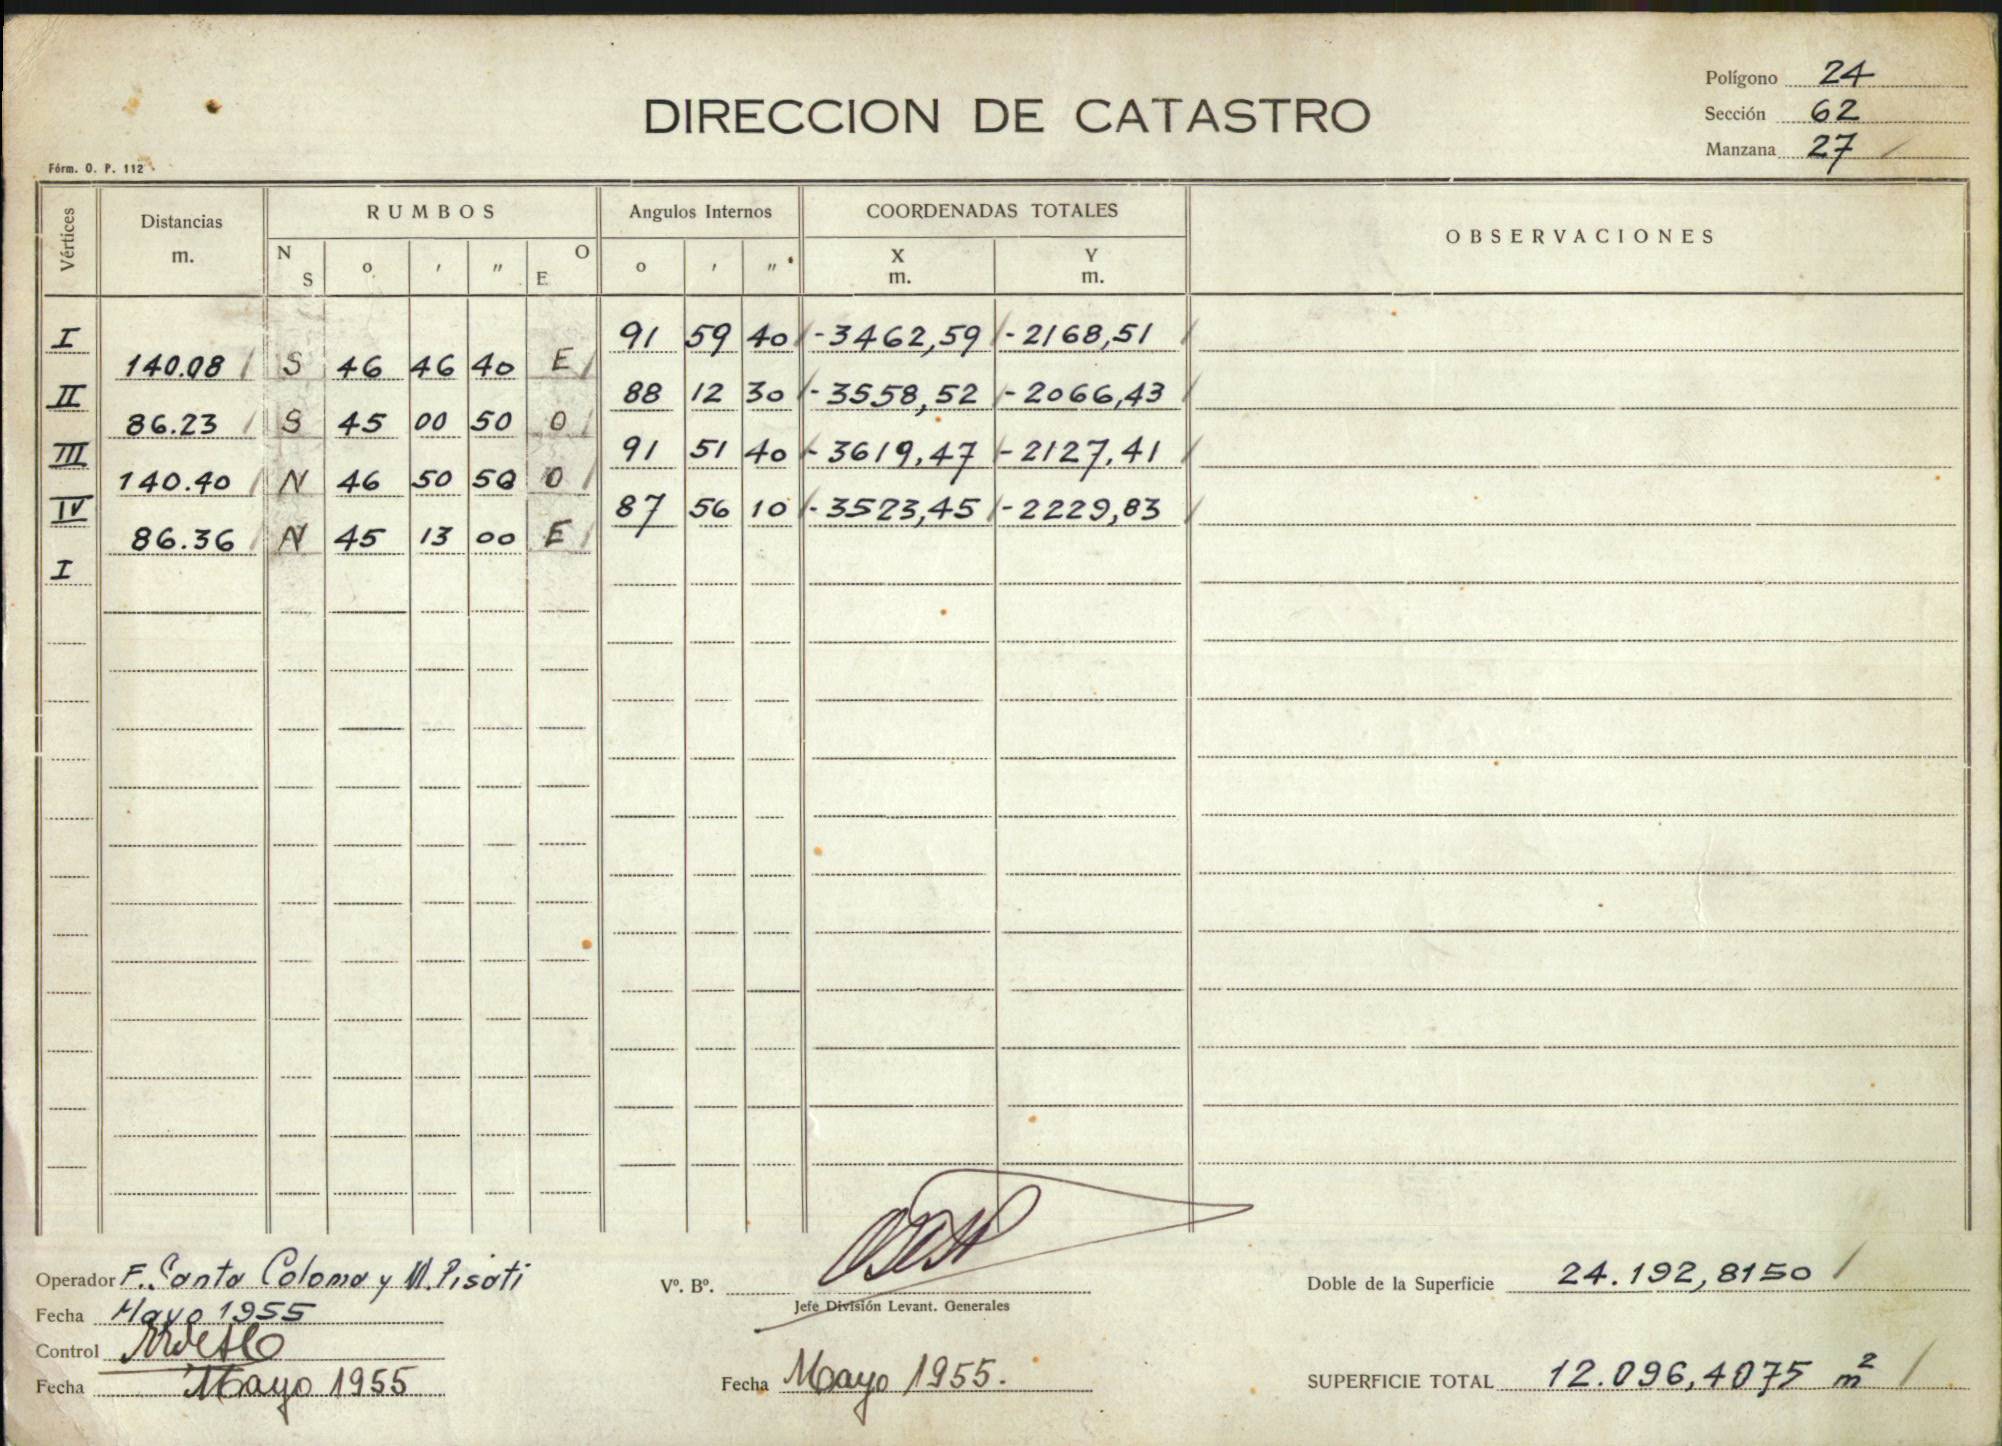 Polígono 24
DIRECCION DE CATASTRO
Sección 62
Manzana 27
Fórm. O. P. 112
Vértices Distancias m. RUMBOS Angulos Internos COORDENADAS TOTALES OBSERVACIONES
N S o ' " O E o ' " X m. Y m.
I 91 59 40 -3462,59 -2168,51
140.08 S 46 46 40 E
II 88 12 30 -3558,52 -2066,43
86.23 S 45 00 50 O
III 91 51 40 -3619,47 -2127,41
140.40 N 46 50 50 O
IV 87 56 10 -3523,45 -2229,83
86.36 N 45 13 00 E
I
Operador F. Santa Coloma y M. Pisati
Vº. Bº.
Doble de la Superficie 24.192,8150
Jefe División Levant. Generales
Fecha Mayo 1955
Control
Fecha Mayo 1955
Fecha Mayo 1955.
SUPERFICIE TOTAL 12.096,4075 m²